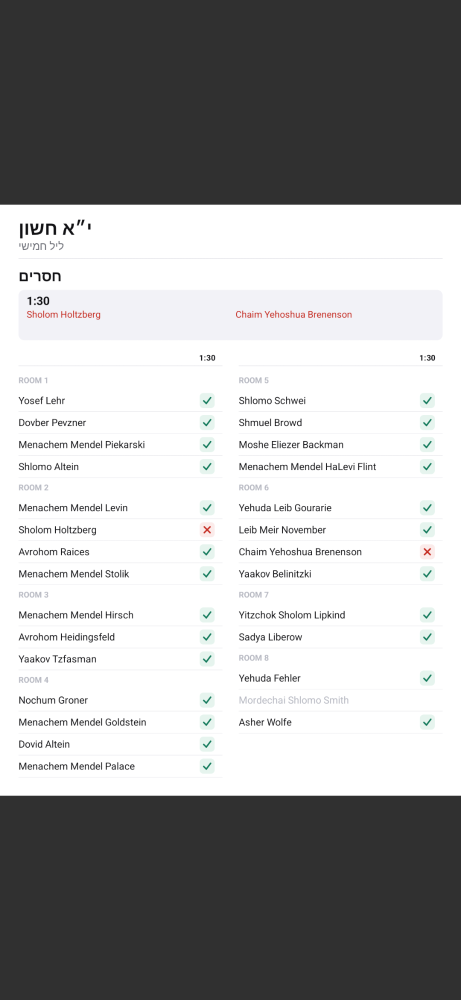 י״א חשון
ליל חמישי
חסרים
1:30
Sholom Holtzberg
Chaim Yehoshua Brenenson
1:30
ROOM 1
Yosef Lehr
Dovber Pevzner
Menachem Mendel Piekarski
Shlomo Altein
ROOM 2
Menachem Mendel Levin
Sholom Holtzberg
Avrohom Raices
Menachem Mendel Stolik
ROOM 3
Menachem Mendel Hirsch
Avrohom Heidingsfeld
Yaakov Tzfasman
ROOM 4
Nochum Groner
Menachem Mendel Goldstein
Dovid Altein
Menachem Mendel Palace
1:30
ROOM 5
Shlomo Schwei
Shmuel Browd
Moshe Eliezer Backman
Menachem Mendel HaLevi Flint
ROOM 6
Yehuda Leib Gourarie
Leib Meir November
Chaim Yehoshua Brenenson
Yaakov Belinitzki
ROOM 7
Yitzchok Sholom Lipkind
Sadya Liberow
ROOM 8
Yehuda Fehler
Mordechai Shlomo Smith
Asher Wolfe